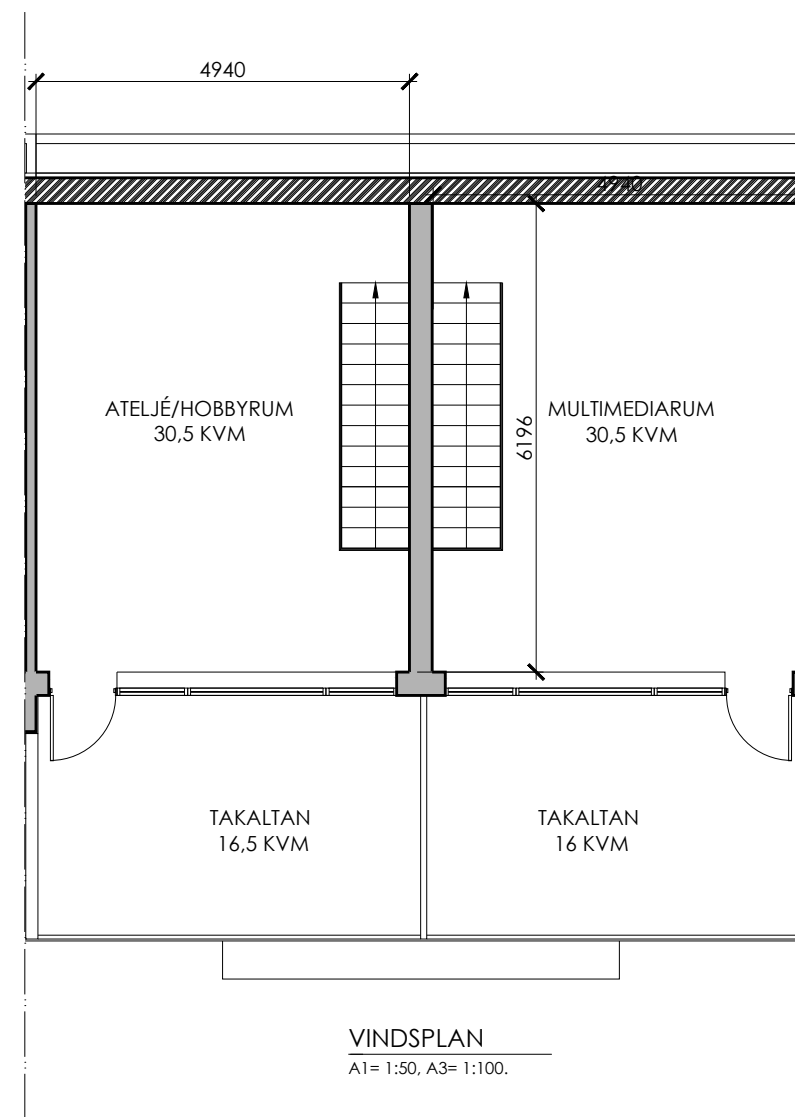 4940
4940
ATELJÉ/HOBBYRUM
30,5 KVM
6196
MULTIMEDIARUM
30,5 KVM
TAKALTAN
16,5 KVM
TAKALTAN
16 KVM
VINDSPLAN
A1= 1:50, A3= 1:100.